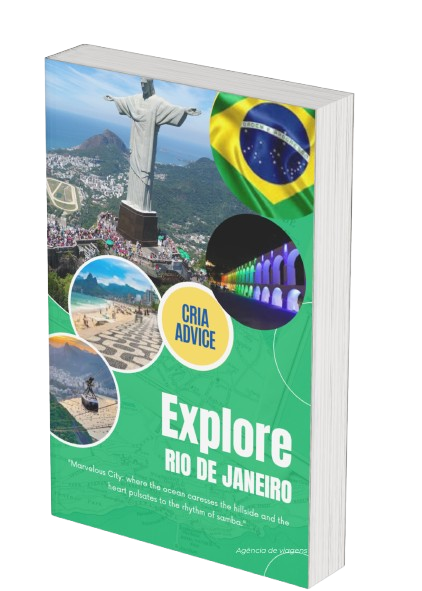 CRIA
ADVICE
Explore
RIO DE JANEIRO
"Marvelous City: where the ocean caresses the hillside and the
heart pulsates to the rhythm of samba."
Agência de viagens